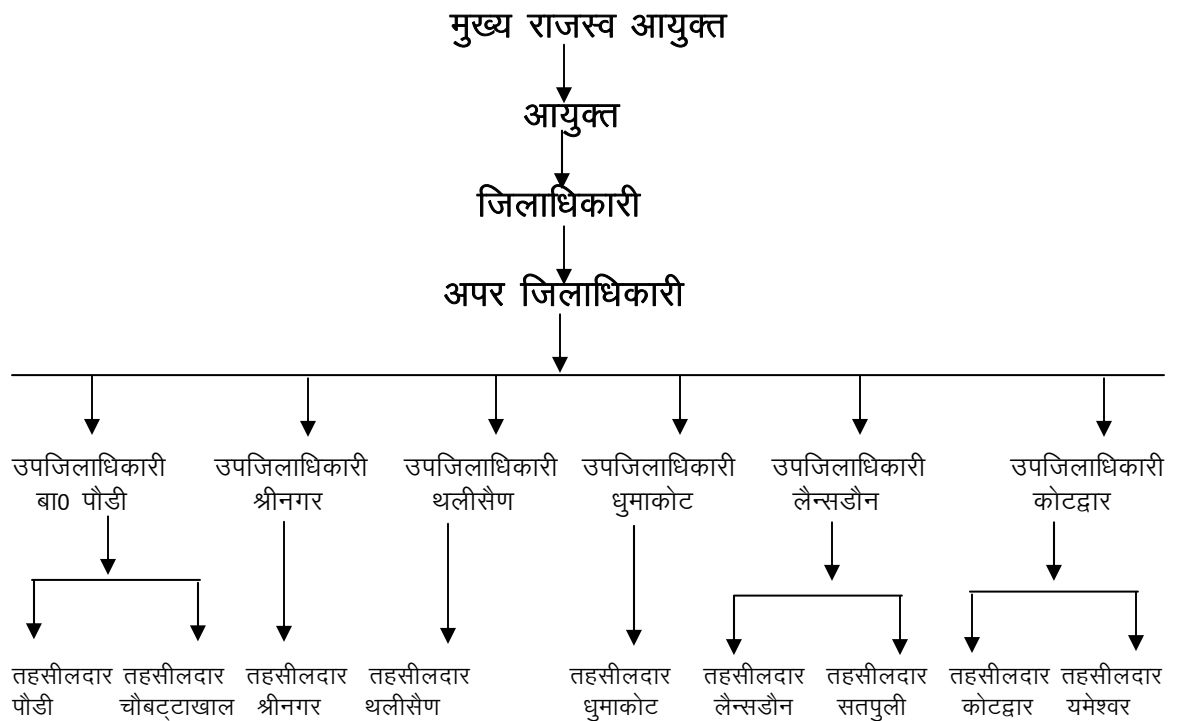 मुख्य राजस्व आयुक्त
आयुक्त
जिलाधिकारी
अपर जिलाधिकारी
उपजिलाधिकारी उपजिलाधिकारी उपजिलाधिकारी उपजिलाधिकारी उपजिलाधिकारी उपजिलाधिकारी
बा0 पौडी श्रीनगर थलीसैण धुमाकोट लैन्सडौन कोटद्वार
तहसीलदार तहसीलदार तहसीलदार तहसीलदार तहसीलदार तहसीलदार तहसीलदार तहसीलदार तहसीलदार
पौडी चौबट्टाखाल श्रीनगर थलीसैण धुमाकोट लैन्सडौन सतपुली कोटद्वार यमेश्वर